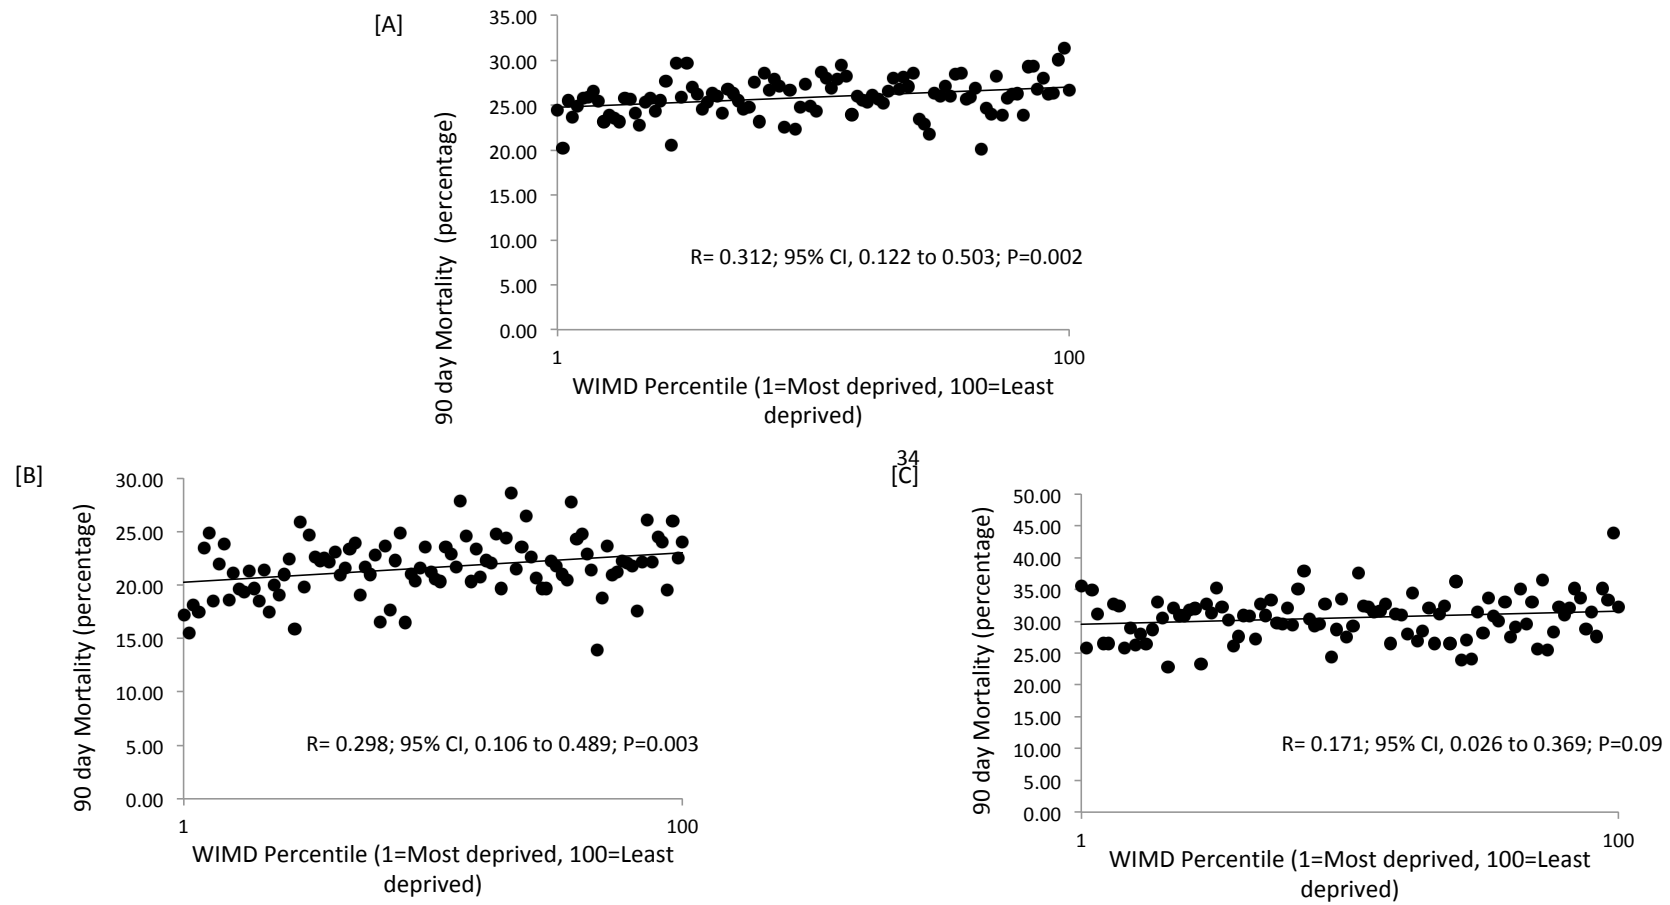 [A]
35.00
30.00
25.00
20.00
15.00
10.00
5.00
0.00
90 day Mortality (percentage)
R= 0.312; 95% CI, 0.122 to 0.503; P=0.002
1
100
WIMD Percentile (1=Most deprived, 100=Least
deprived)
34
[B]
30.00
25.00
20.00
15.00
10.00
5.00
0.00
90 day Mortality (percentage)
R= 0.298; 95% CI, 0.106 to 0.489; P=0.003
1
100
WIMD Percentile (1=Most deprived, 100=Least
deprived)
[C]
50.00
45.00
40.00
35.00
30.00
25.00
20.00
15.00
10.00
5.00
0.00
90 day Mortality (percentage)
R= 0.171; 95% CI, 0.026 to 0.369; P=0.09
1
100
WIMD Percentile (1=Most deprived, 100=Least
deprived)